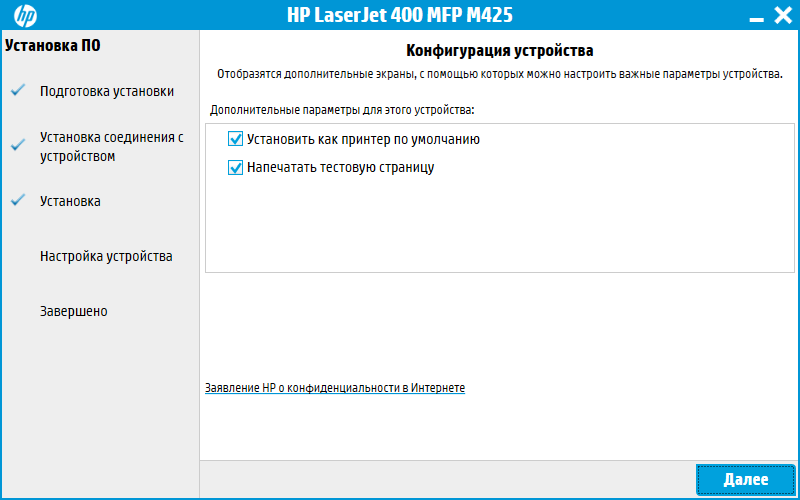 hp
HP LaserJet 400 MFP M425
Установка ПО
Подготовка установки
Установка соединения с
устройством
Установка
Настройка устройства
Завершено
Конфигурация устройства
Отобразятся дополнительные экраны, с помощью которых можно настроить важные параметры устройства.
Дополнительные параметры для этого устройства:
Установить как принтер по умолчанию
Напечатать тестовую страницу
Заявление HP о конфиденциальности в Интернете
Далее